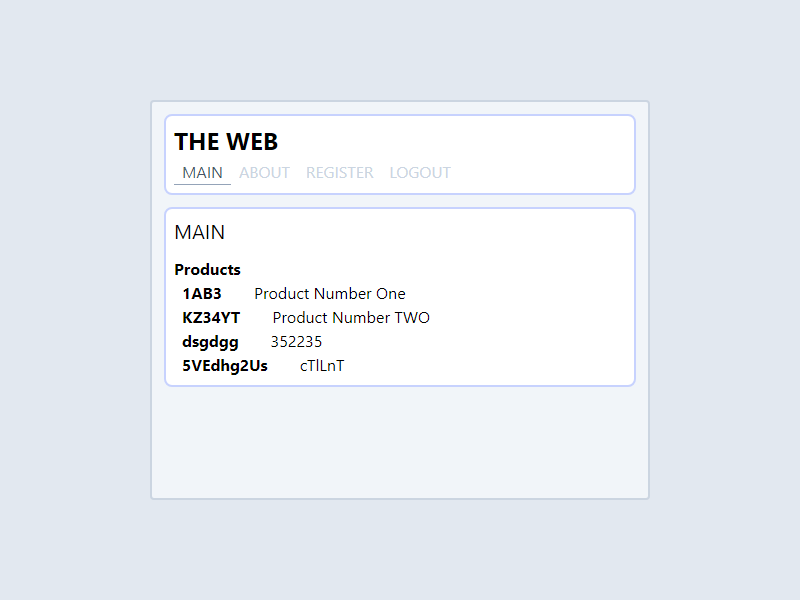 THE WEB
MAIN ABOUT REGISTER LOGOUT
MAIN
Products
1AB3 Product Number One
KZ34YT Product Number TWO
dsgdgg 352235
5VEdhg2Us cTlLnT